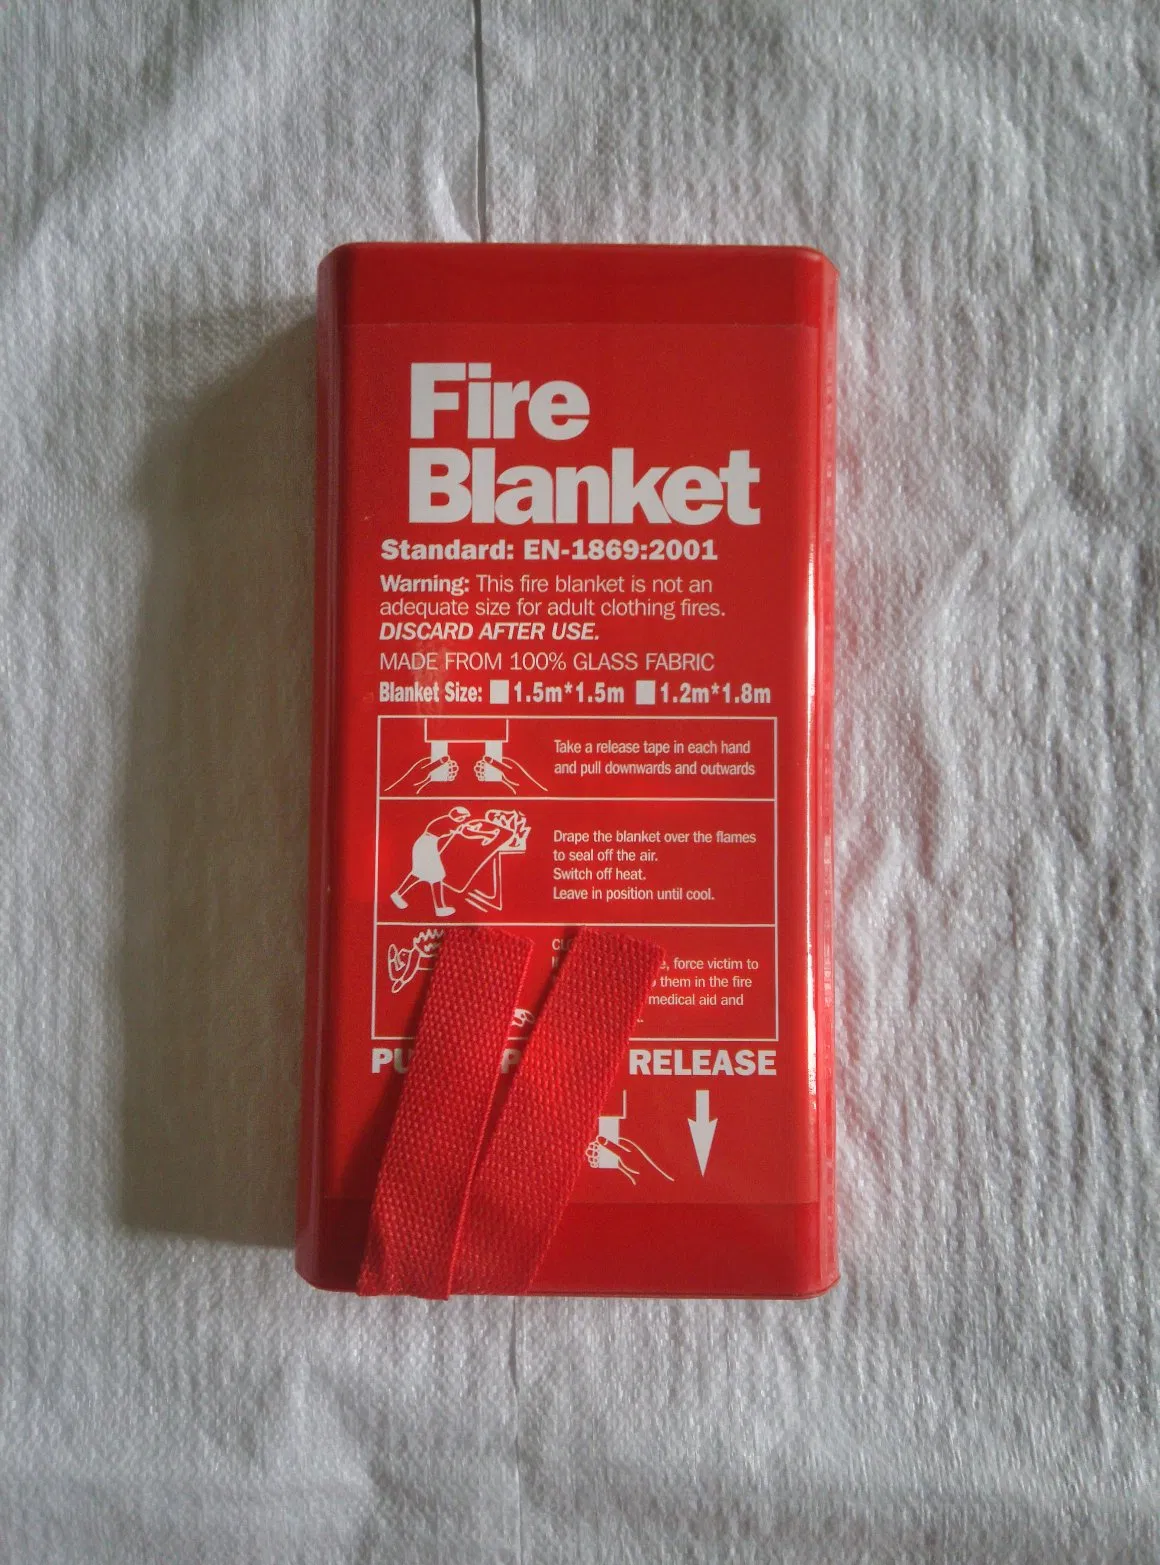 Fire
Blanket
Standard: EN-1869:2001
Warning: This fire blanket is not an
adequate size for adult clothing fires.
DISCARD AFTER USE.
MADE FROM 100% GLASS FABRIC
Blanket Size: 1.5m*1.5m 1.2m*1.8m
Take a release tape in each hand
and pull downwards and outwards
Drape the blanket over the flames
to seal off the air.
Switch off heat.
Leave in position until cool.
, force victim to
them in the fire
medical aid and
RELEASE